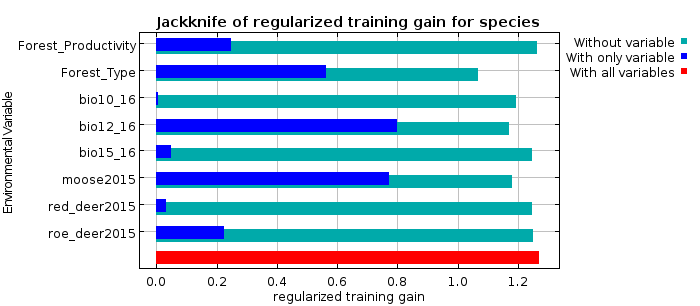 Jackknife of regularized training gain for species
Forest_Productivity
Forest_Type
bio10_16
bio12_16
bio15_16
moose2015
red_deer2015
roe_deer2015
Environmental Variable
0.0 0.2 0.4 0.6 0.8 1.0 1.2
regularized training gain
Without variable
With only variable
With all variables